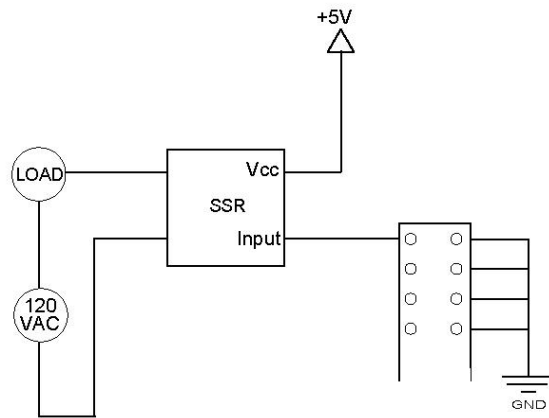 +5V
LOAD
Vcc
SSR
Input
120
VAC
GND